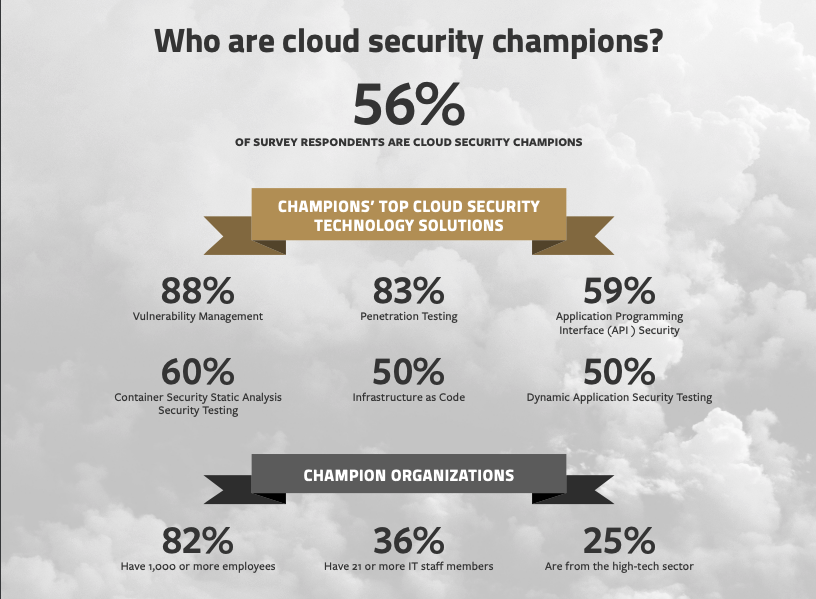 Who are cloud security champions?
56%
OF SURVEY RESPONDENTS ARE CLOUD SECURITY CHAMPIONS
CHAMPIONS' TOP CLOUD SECURITY
TECHNOLOGY SOLUTIONS
88%
Vulnerability Management
83%
Penetration Testing
59%
Application Programming
Interface (API ) Security
60%
Container Security Static Analysis
Security Testing
50%
Infrastructure as Code
50%
Dynamic Application Security Testing
CHAMPION ORGANIZATIONS
82%
Have 1,000 or more employees
36%
Have 21 or more IT staff members
25%
Are from the high-tech sector